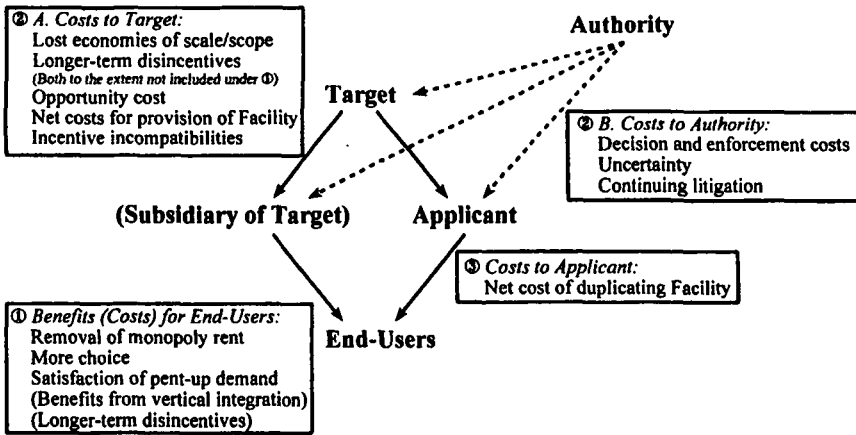 ② A. Costs to Target:
Lost economies of scale/scope
Longer-term disincentives
(Both to the extent not included under ①)
Opportunity cost
Net costs for provision of Facility
Incentive incompatibilities
Authority
Target
② B. Costs to Authority:
Decision and enforcement costs
Uncertainty
Continuing litigation
(Subsidiary of Target)
Applicant
③ Costs to Applicant:
Net cost of duplicating Facility
① Benefits (Costs) for End-Users:
Removal of monopoly rent
More choice
Satisfaction of pent-up demand
(Benefits from vertical integration)
(Longer-term disincentives)
End-Users